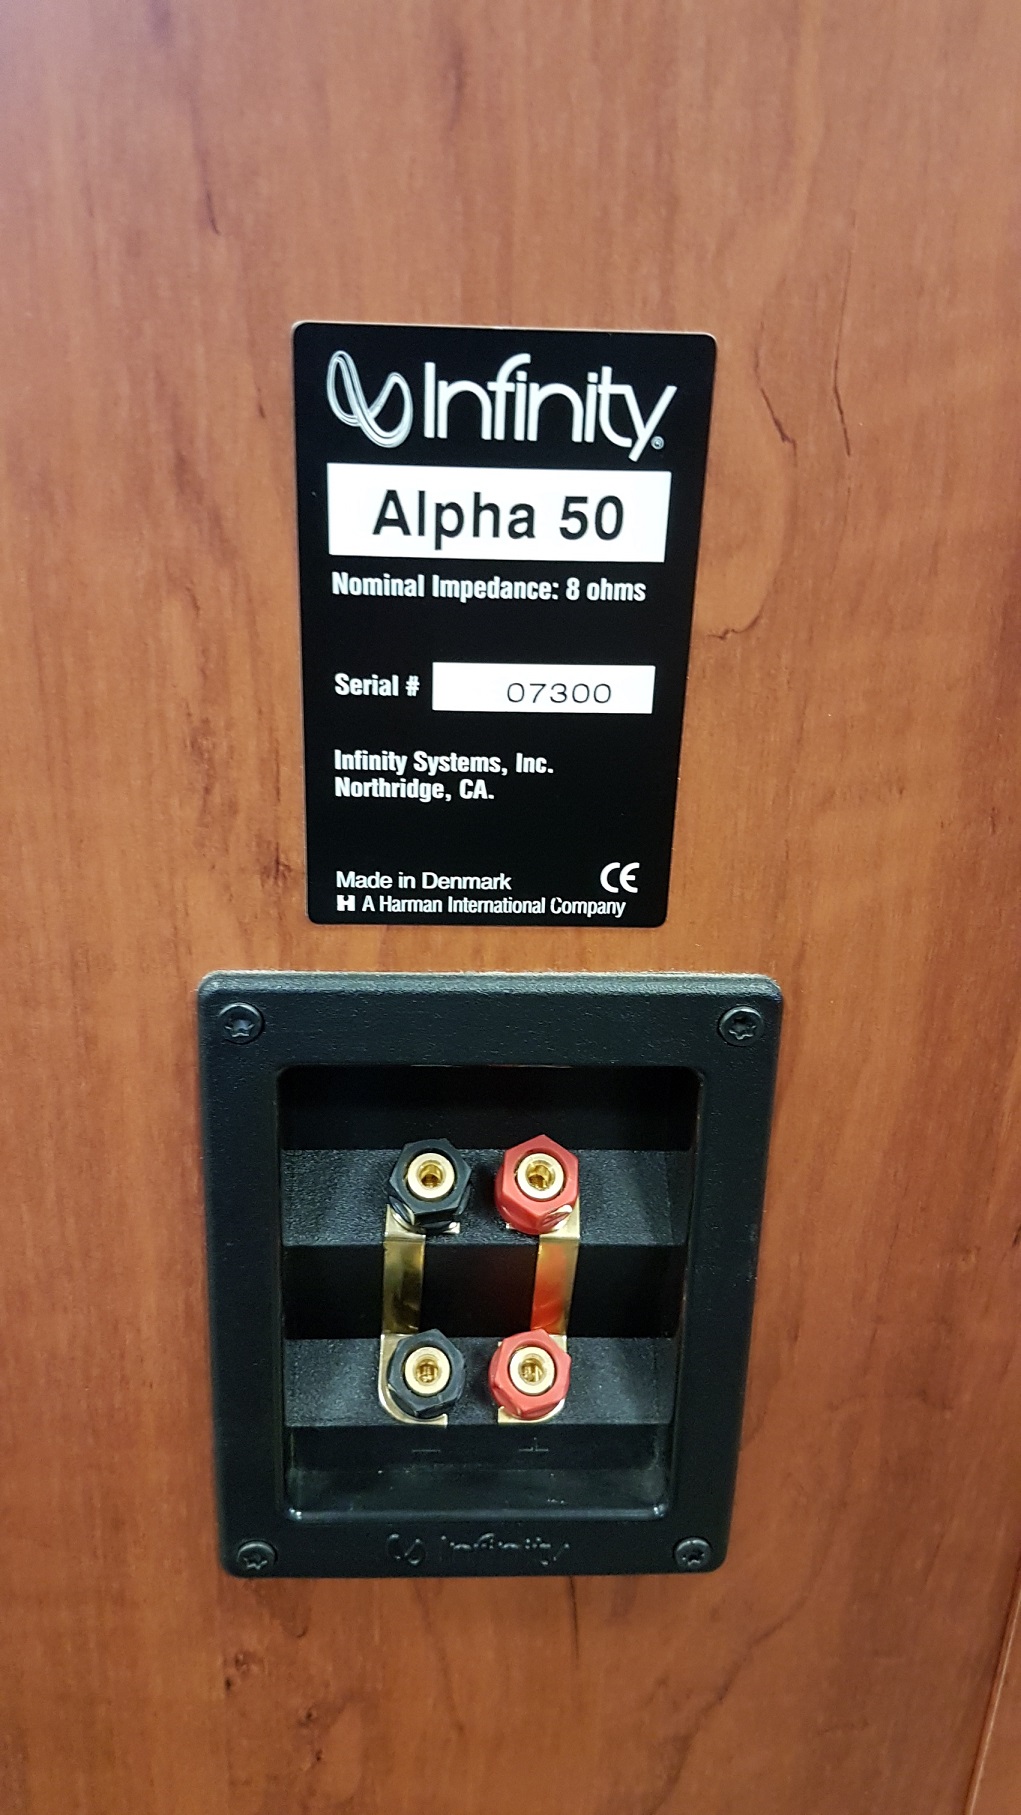 Infinity®
Alpha 50
Nominal Impedance: 8 ohms
Serial # 07300
Infinity Systems, Inc.
Northridge, CA.
Made in Denmark CE
H A Harman International Company
- +
Infinity